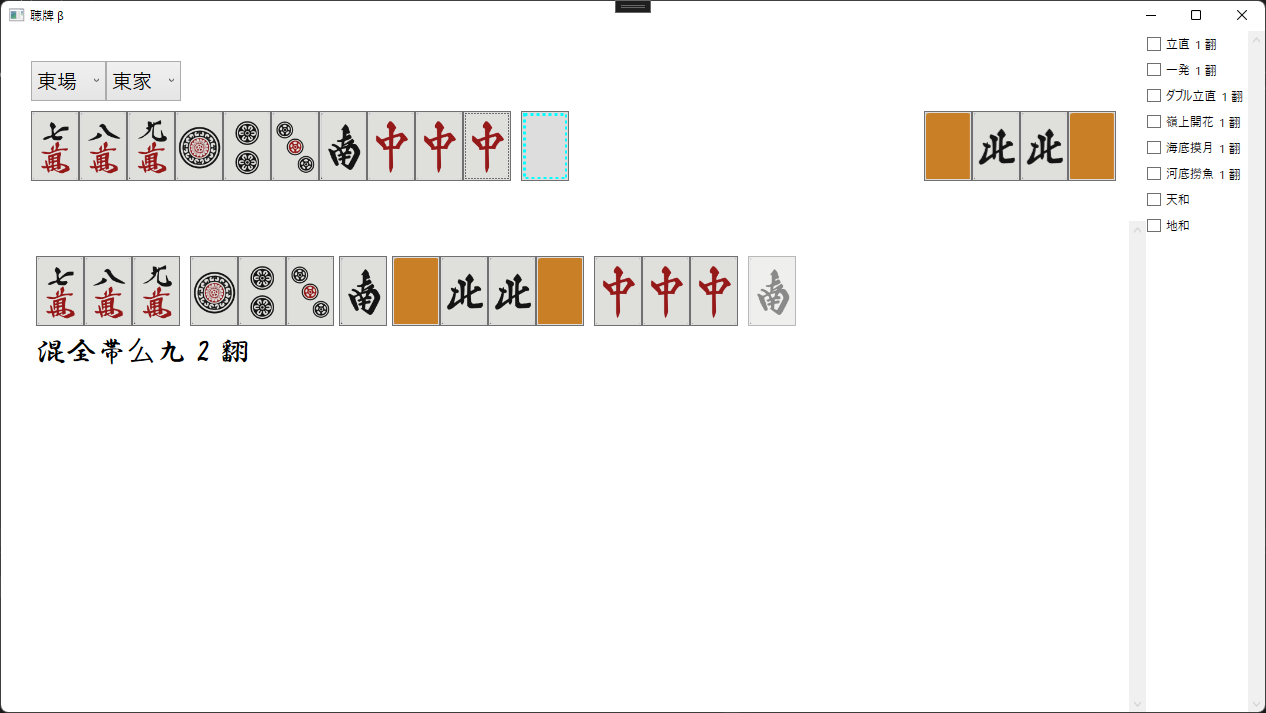 聴牌 β
立直 1 翻
一発 1 翻
ダブル立直 1 翻
嶺上開花 1 翻
海底摸月 1 翻
河底撈魚 1 翻
天和
地和
東場 東家
七萬 八萬 九萬 南 中 中 中 北 北
七萬 八萬 九萬 南 北 北 中 中 中 南
混全帯么九 2 翻